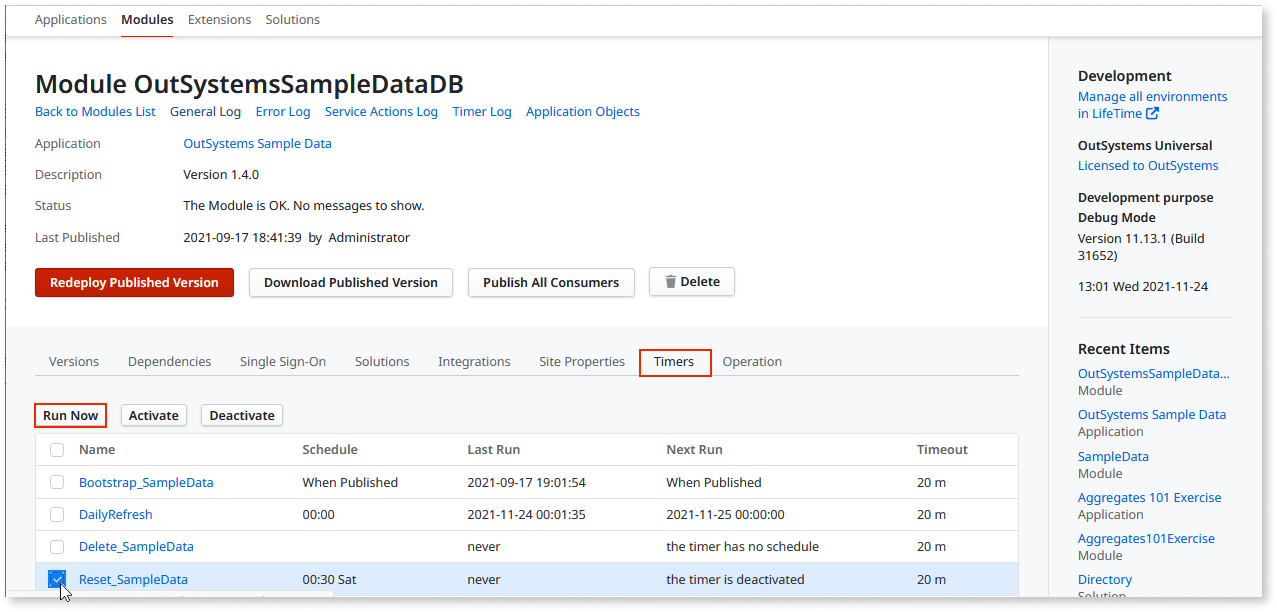 Applications Modules Extensions Solutions
Module OutSystemsSampleDataDB
Back to Modules List General Log Error Log Service Actions Log Timer Log Application Objects
Application OutSystems Sample Data
Description Version 1.4.0
Status The Module is OK. No messages to show.
Last Published 2021-09-17 18:41:39 by Administrator
Redeploy Published Version Download Published Version Publish All Consumers Delete
Versions Dependencies Single Sign-On Solutions Integrations Site Properties Timers Operation
Run Now Activate Deactivate
Name Schedule Last Run Next Run Timeout
Bootstrap_SampleData When Published 2021-09-17 19:01:54 When Published 20 m
DailyRefresh 00:00 2021-11-24 00:01:35 2021-11-25 00:00:00 20 m
Delete_SampleData never the timer has no schedule 20 m
Reset_SampleData 00:30 Sat never the timer is deactivated 20 m
Development
Manage all environments
in LifeTime
OutSystems Universal
Licensed to OutSystems
Development purpose
Debug Mode
Version 11.13.1 (Build
31652)
13:01 Wed 2021-11-24
Recent Items
OutSystemsSampleData...
Module
OutSystems Sample Data
Application
SampleData
Module
Aggregates 101 Exercise
Application
Aggregates101Exercise
Module
Directory
Solution